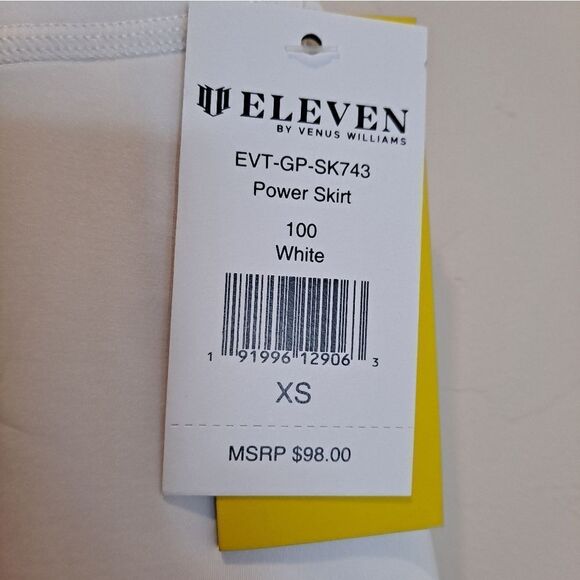 ELEVEN
BY VENUS WILLIAMS
EVT-GP-SK743
Power Skirt
100
White
1 91996 12906 3
XS
MSRP $98.00